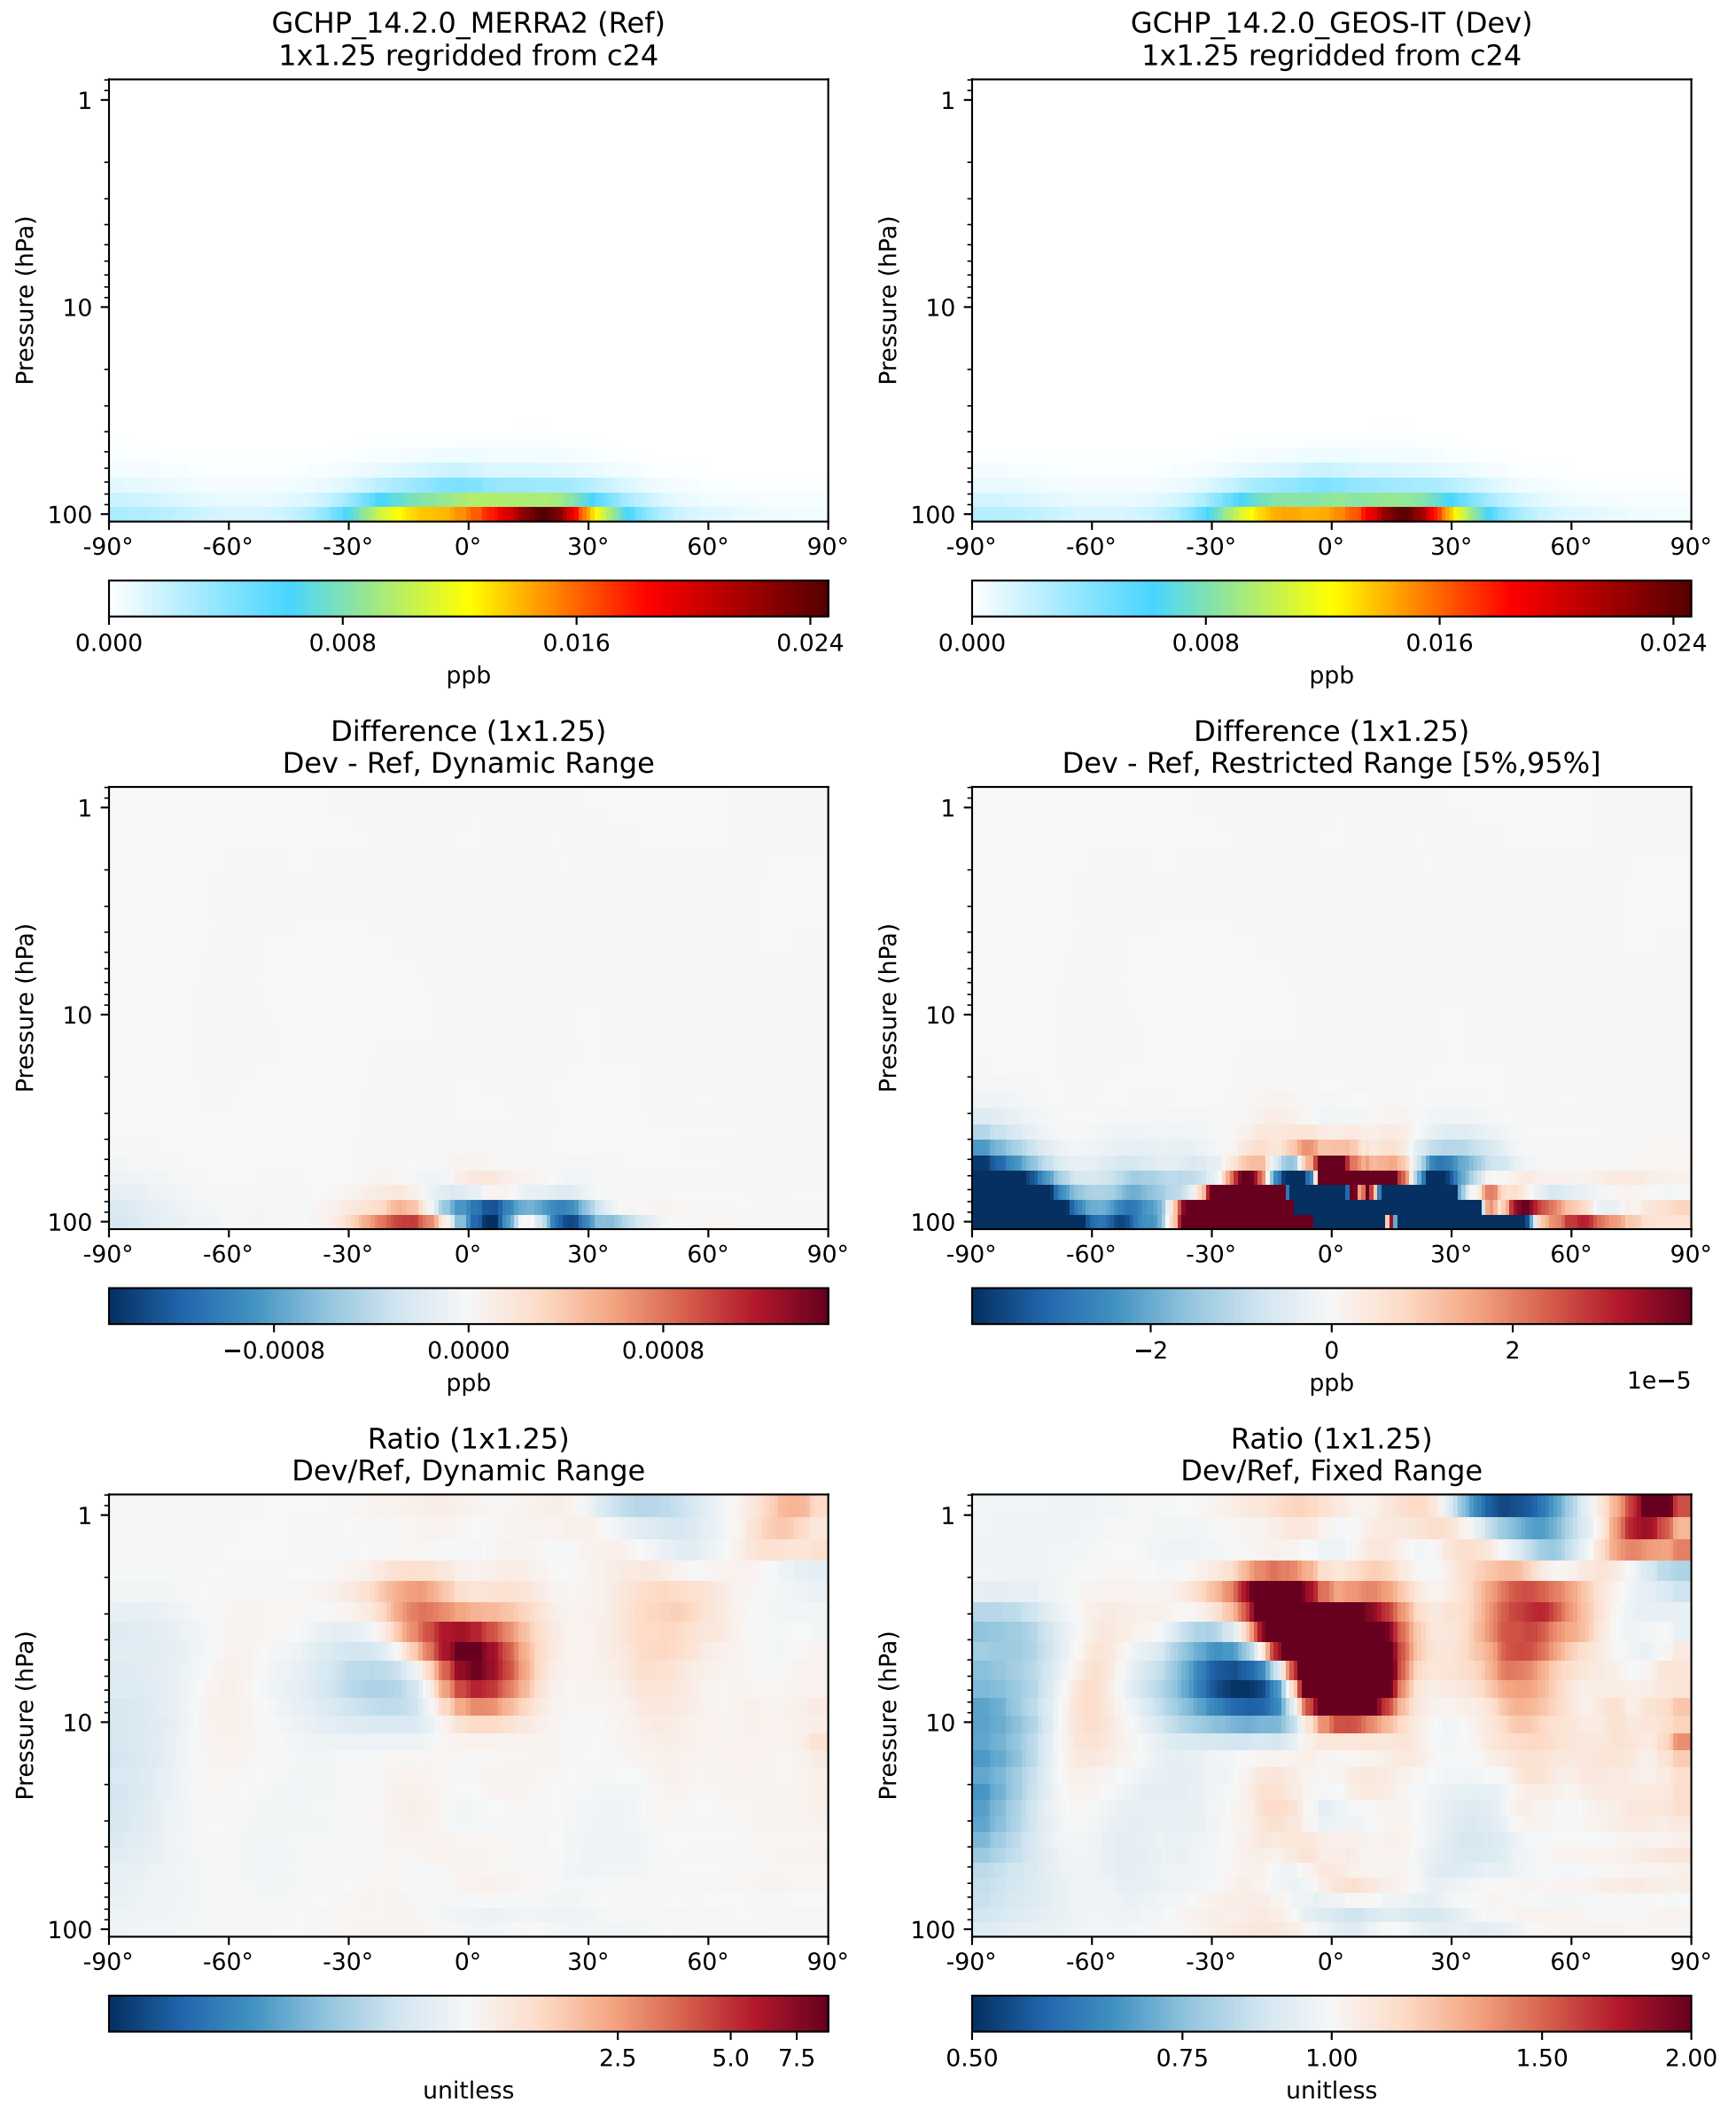 GCHP_14.2.0_MERRA2 (Ref)
1x1.25 regridded from c24
Pressure (hPa)
1
10
100
-90° -60° -30° 0° 30° 60° 90°
0.000 0.008 0.016 0.024
ppb
GCHP_14.2.0_GEOS-IT (Dev)
1x1.25 regridded from c24
Pressure (hPa)
1
10
100
-90° -60° -30° 0° 30° 60° 90°
0.000 0.008 0.016 0.024
ppb
Difference (1x1.25)
Dev - Ref, Dynamic Range
Pressure (hPa)
1
10
100
-90° -60° -30° 0° 30° 60° 90°
−0.0008 0.0000 0.0008
ppb
Difference (1x1.25)
Dev - Ref, Restricted Range [5%,95%]
Pressure (hPa)
1
10
100
-90° -60° -30° 0° 30° 60° 90°
−2 0 2
ppb
1e−5
Ratio (1x1.25)
Dev/Ref, Dynamic Range
Pressure (hPa)
1
10
100
-90° -60° -30° 0° 30° 60° 90°
2.5 5.0 7.5
unitless
Ratio (1x1.25)
Dev/Ref, Fixed Range
Pressure (hPa)
1
10
100
-90° -60° -30° 0° 30° 60° 90°
0.50 0.75 1.00 1.50 2.00
unitless